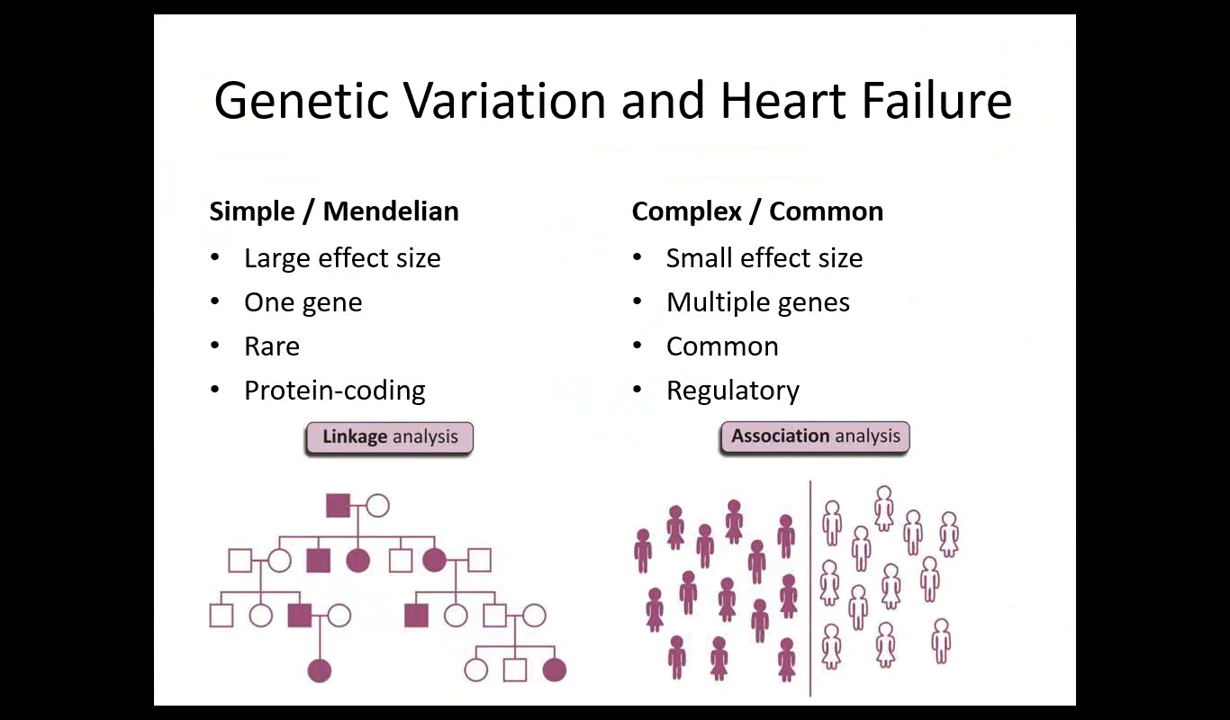 Genetic Variation and Heart Failure
Simple / Mendelian
• Large effect size
• One gene
• Rare
• Protein-coding
Linkage analysis
Complex / Common
• Small effect size
• Multiple genes
• Common
• Regulatory
Association analysis